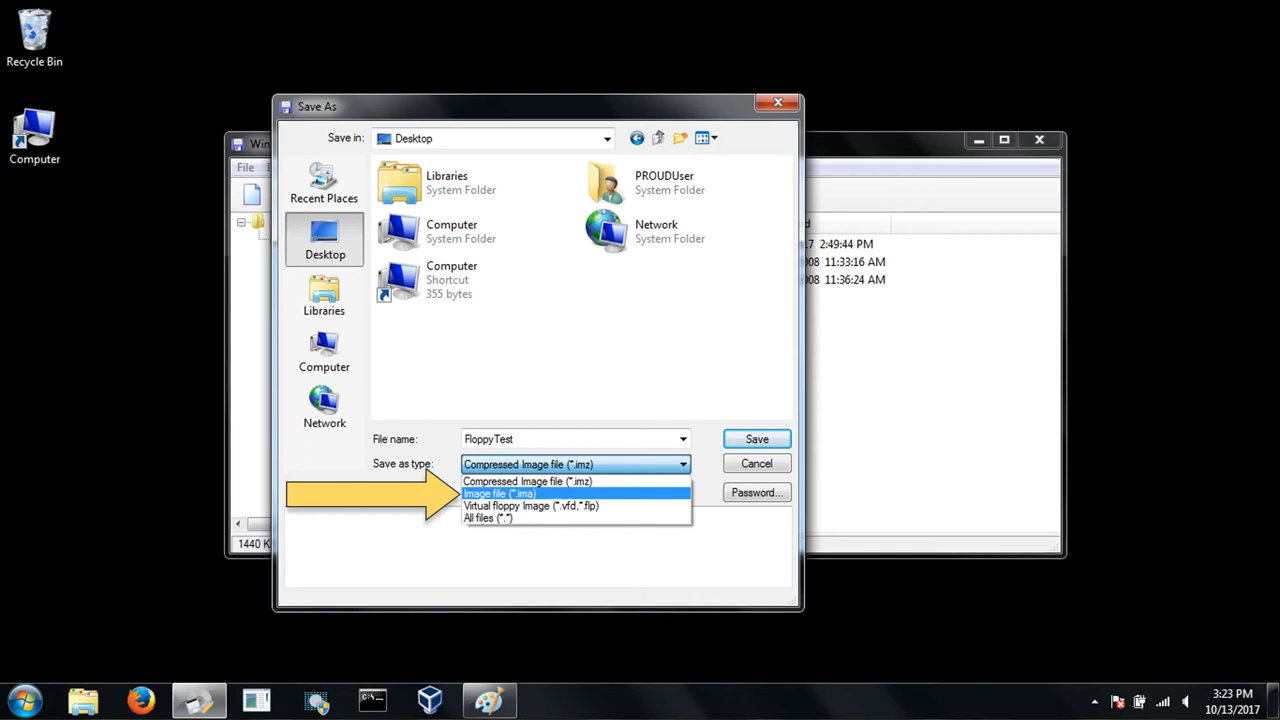 Recycle Bin
Computer
Save As
Save in:
Desktop
Recent Places
Desktop
Libraries
Computer
Network
Libraries
System Folder
PROUDUser
System Folder
Computer
System Folder
Network
System Folder
Computer
Shortcut
355 bytes
File name:
FloppyTest
Save
Save as type:
Compressed Image file (*.imz)
Cancel
Compressed Image file (*.imz)
Image file (*.ima)
Virtual floppy Image (*.vfd,*.flp)
All files (*.*)
Password...
Win
File
2:49:44 PM
11:33:16 AM
11:36:24 AM
1440 K
3:23 PM
10/13/2017